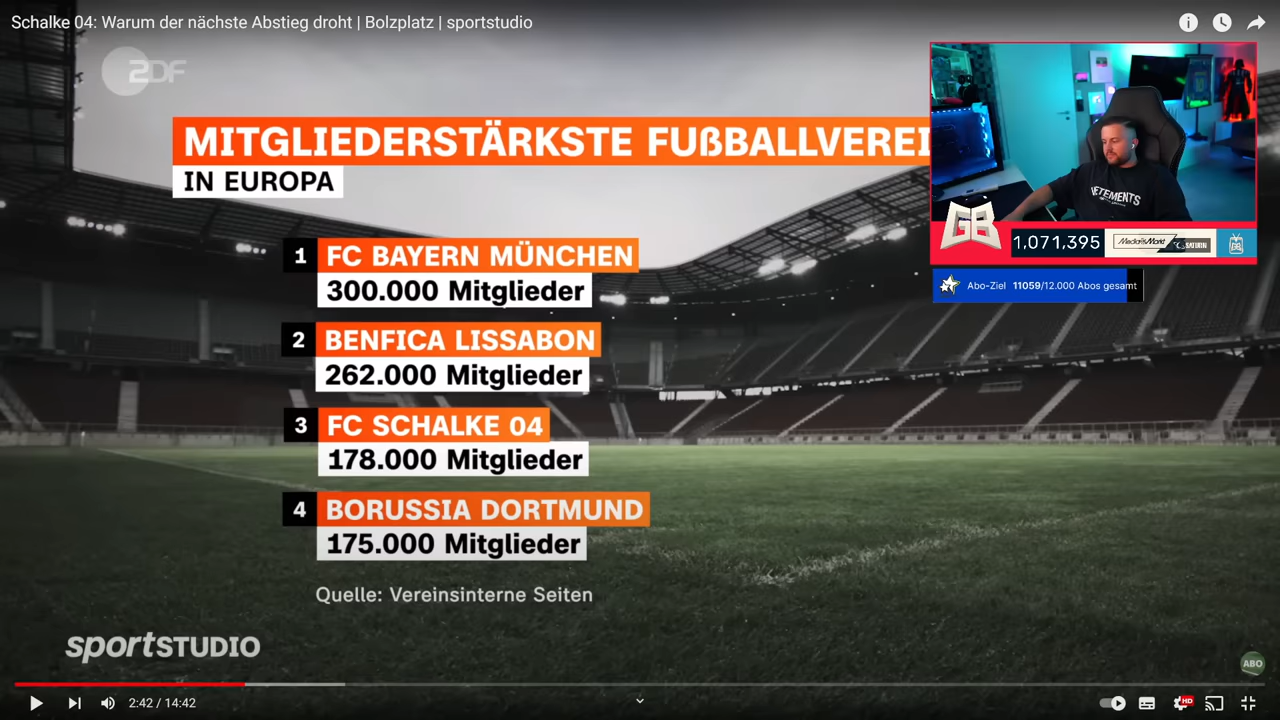 Schalke 04: Warum der nächste Abstieg droht | Bolzplatz | sportstudio
ZDF
MITGLIEDERSTÄRKSTE FUßBALLVEREI
IN EUROPA
1 FC BAYERN MÜNCHEN
300.000 Mitglieder
2 BENFICA LISSABON
262.000 Mitglieder
3 FC SCHALKE 04
178.000 Mitglieder
4 BORUSSIA DORTMUND
175.000 Mitglieder
Quelle: Vereinsinterne Seiten
sportSTUDIO
VETEMENTS
GB
1,071,395
MediaMarkt
SATURN
Abo-Ziel 11059/12.000 Abos gesamt
ABO
2:42 / 14:42
HD